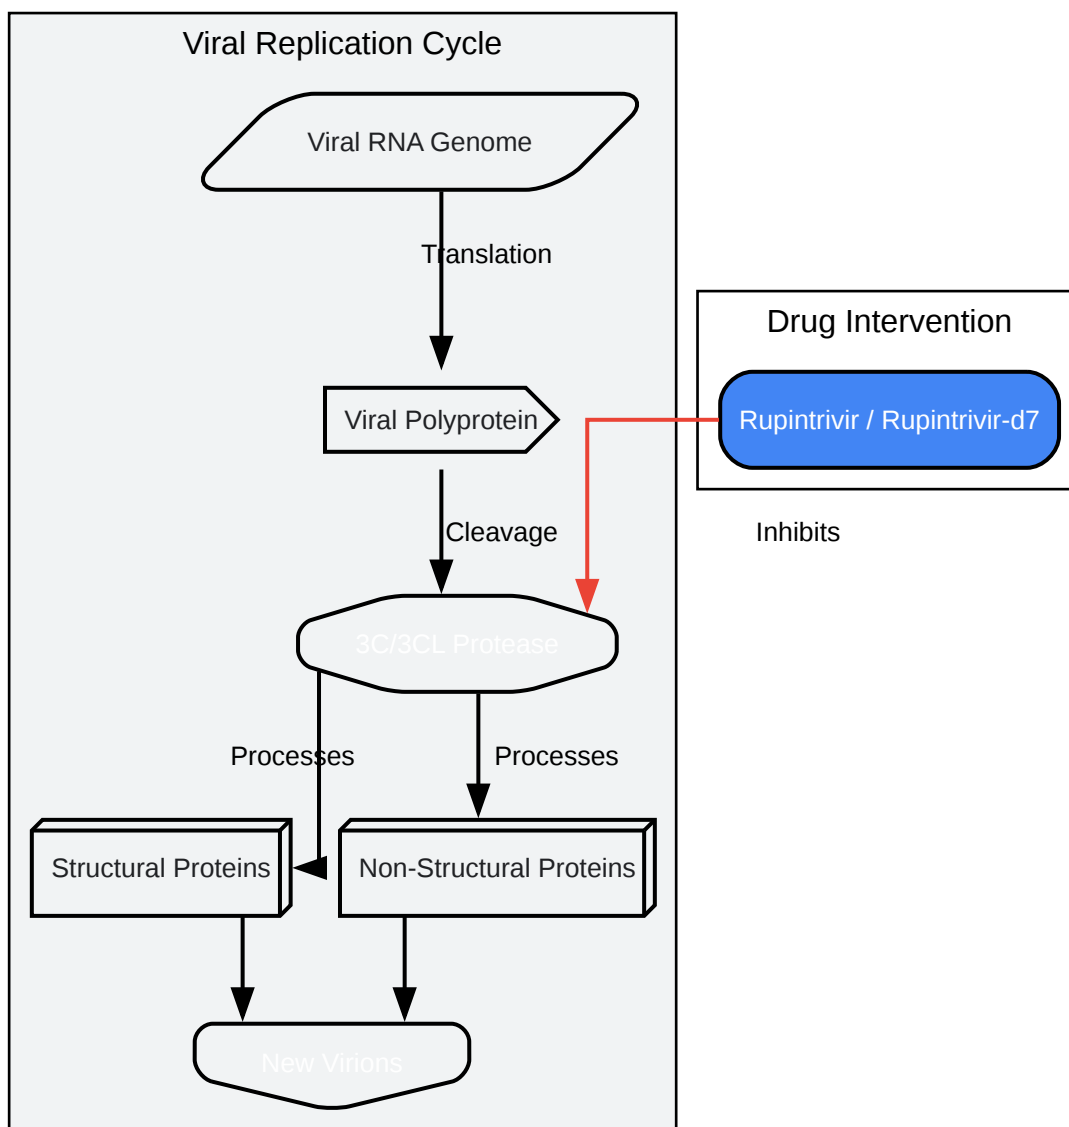 Viral Replication Cycle
Viral RNA Genome
Translation
Drug Intervention
Viral Polyprotein
Rupintrivir / Rupintrivir-d7
Cleavage
Inhibits
3C/3CL Protease
Processes
Processes
Structural Proteins
Non-Structural Proteins
New Virions